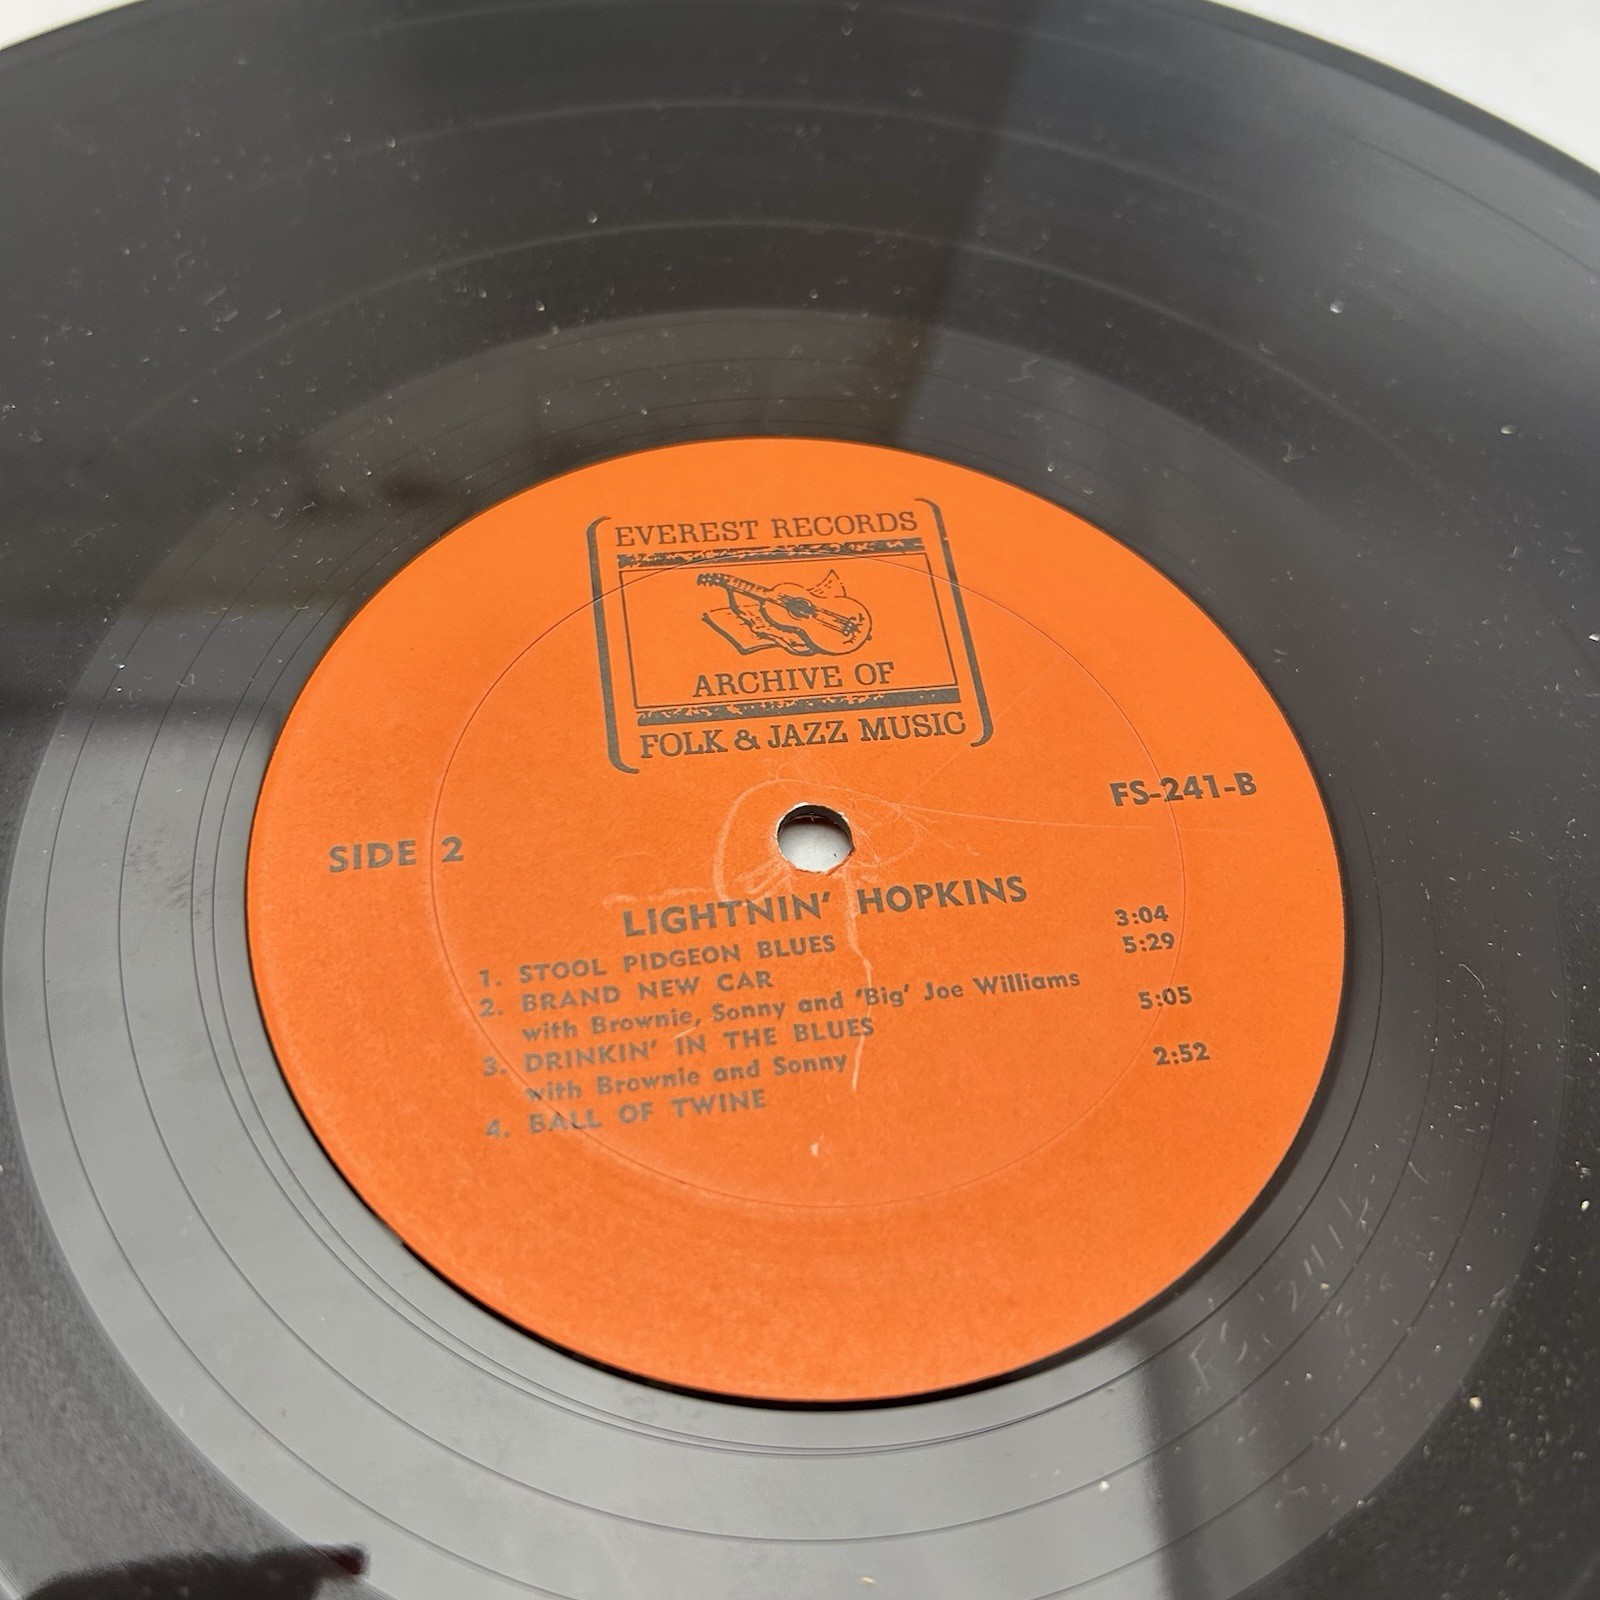 EVEREST RECORDS
ARCHIVE OF
FOLK & JAZZ MUSIC
FS-241-B
SIDE 2
LIGHTNIN' HOPKINS
1. STOOL PIDGEON BLUES 3:04
2. BRAND NEW CAR 5:29
with Brownie, Sonny and 'Big' Joe Williams
3. DRINKIN' IN THE BLUES 5:05
with Brownie and Sonny
4. BALL OF TWINE 2:52